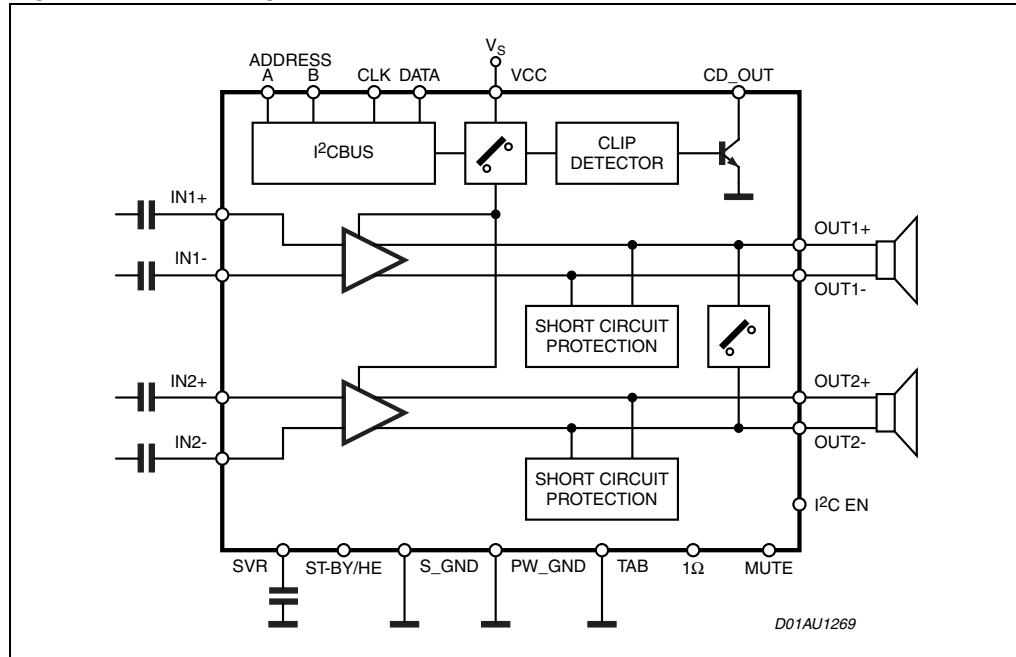 ADDRESS
A B CLK DATA
VS
VCC
CD_OUT
I²CBUS
CLIP
DETECTOR
IN1+
IN1-
OUT1+
OUT1-
SHORT CIRCUIT
PROTECTION
IN2+
IN2-
OUT2+
OUT2-
SHORT CIRCUIT
PROTECTION
I²C EN
SVR ST-BY/HE S_GND PW_GND TAB 1Ω MUTE
D01AU1269